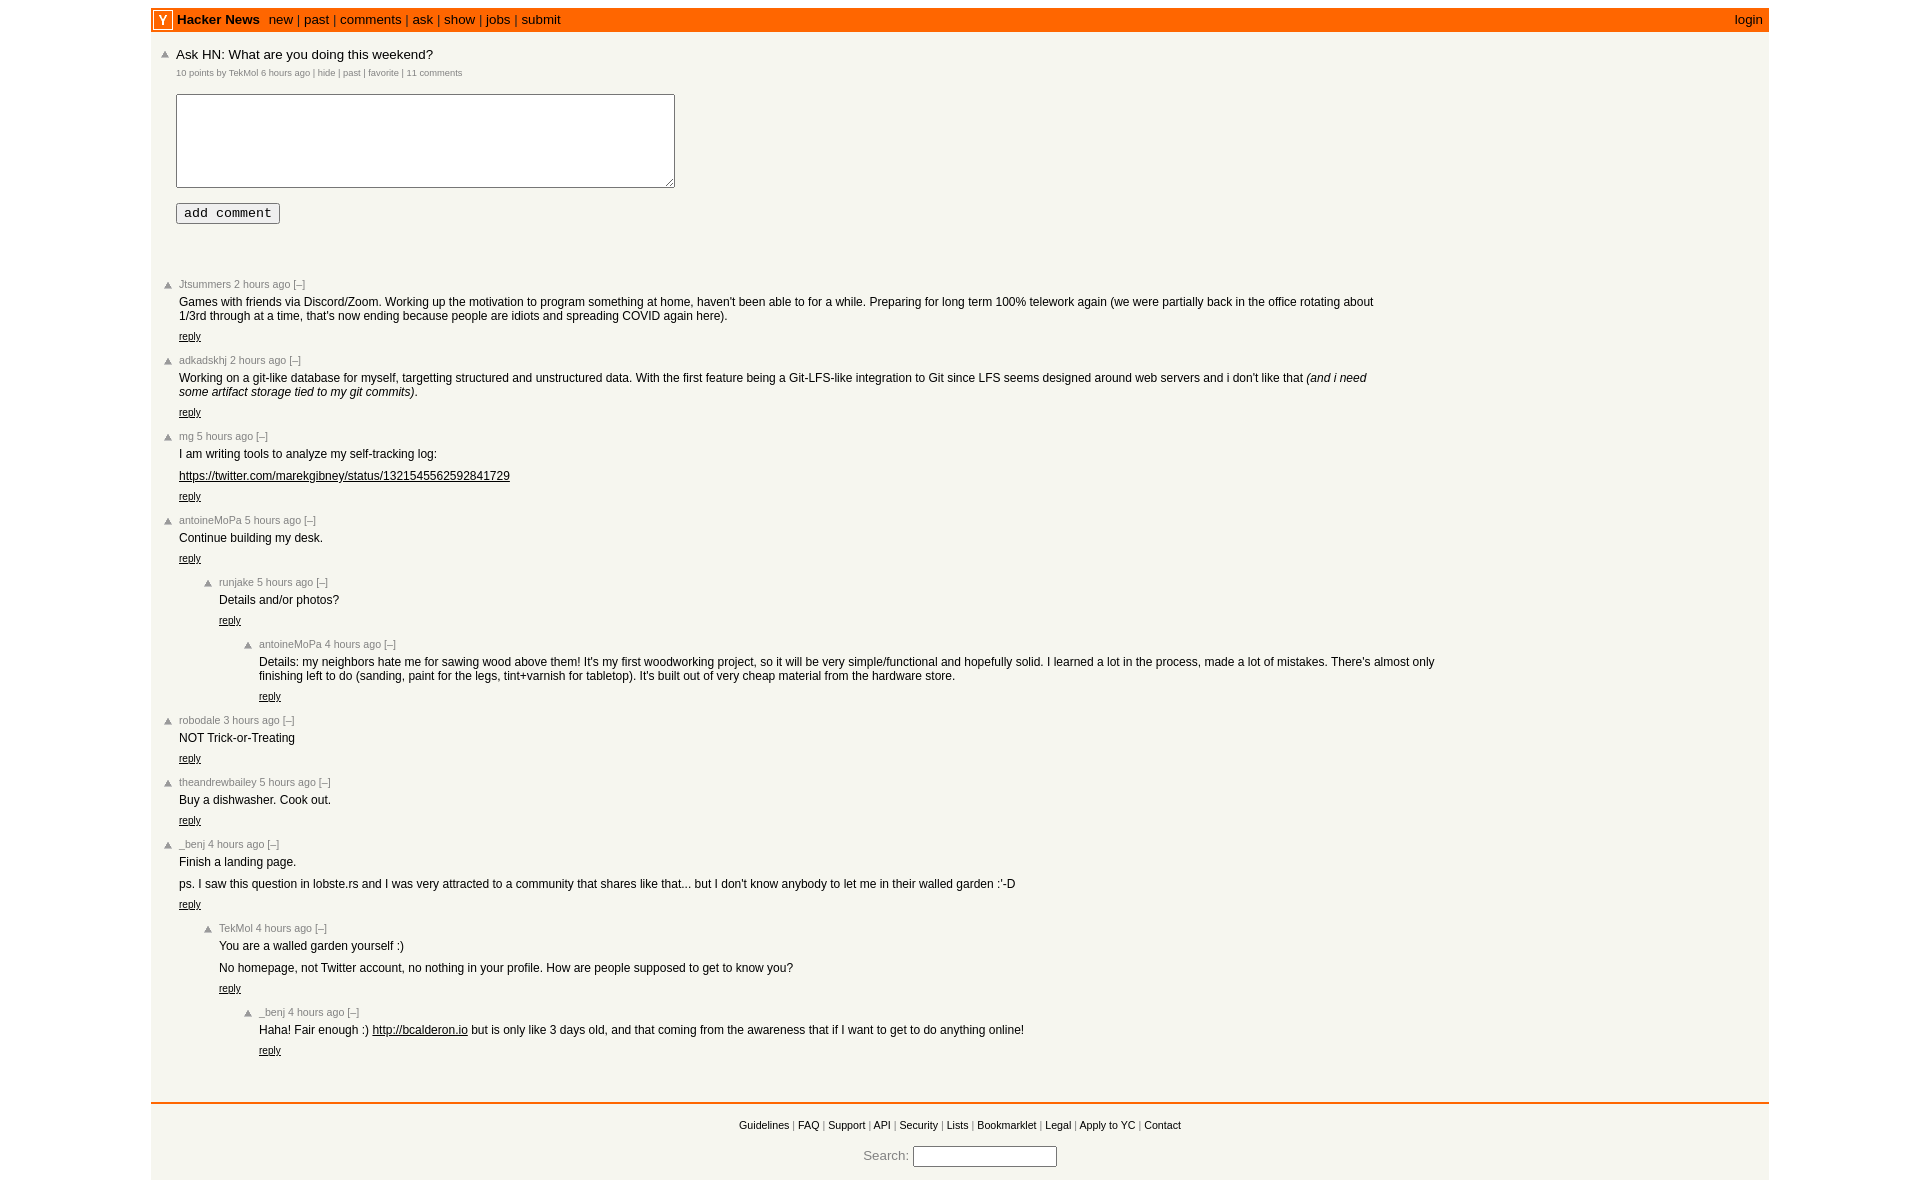 Y Hacker News new | past | comments | ask | show | jobs | submit login
Ask HN: What are you doing this weekend?
10 points by TekMol 6 hours ago | hide | past | favorite | 11 comments
add comment
Jtsummers 2 hours ago [–]
Games with friends via Discord/Zoom. Working up the motivation to program something at home, haven't been able to for a while. Preparing for long term 100% telework again (we were partially back in the office rotating about
1/3rd through at a time, that's now ending because people are idiots and spreading COVID again here).
reply
adkadskhj 2 hours ago [–]
Working on a git-like database for myself, targetting structured and unstructured data. With the first feature being a Git-LFS-like integration to Git since LFS seems designed around web servers and i don't like that (and i need
some artifact storage tied to my git commits).
reply
mg 5 hours ago [–]
I am writing tools to analyze my self-tracking log:
https://twitter.com/marekgibney/status/1321545562592841729
reply
antoineMoPa 5 hours ago [–]
Continue building my desk.
reply
runjake 5 hours ago [–]
Details and/or photos?
reply
antoineMoPa 4 hours ago [–]
Details: my neighbors hate me for sawing wood above them! It's my first woodworking project, so it will be very simple/functional and hopefully solid. I learned a lot in the process, made a lot of mistakes. There's almost only
finishing left to do (sanding, paint for the legs, tint+varnish for tabletop). It's built out of very cheap material from the hardware store.
reply
robodale 3 hours ago [–]
NOT Trick-or-Treating
reply
theandrewbailey 5 hours ago [–]
Buy a dishwasher. Cook out.
reply
_benj 4 hours ago [–]
Finish a landing page.
ps. I saw this question in lobste.rs and I was very attracted to a community that shares like that... but I don't know anybody to let me in their walled garden :'-D
reply
TekMol 4 hours ago [–]
You are a walled garden yourself :)
No homepage, not Twitter account, no nothing in your profile. How are people supposed to get to know you?
reply
_benj 4 hours ago [–]
Haha! Fair enough :) http://bcalderon.io but is only like 3 days old, and that coming from the awareness that if I want to get to do anything online!
reply
Guidelines | FAQ | Support | API | Security | Lists | Bookmarklet | Legal | Apply to YC | Contact
Search: